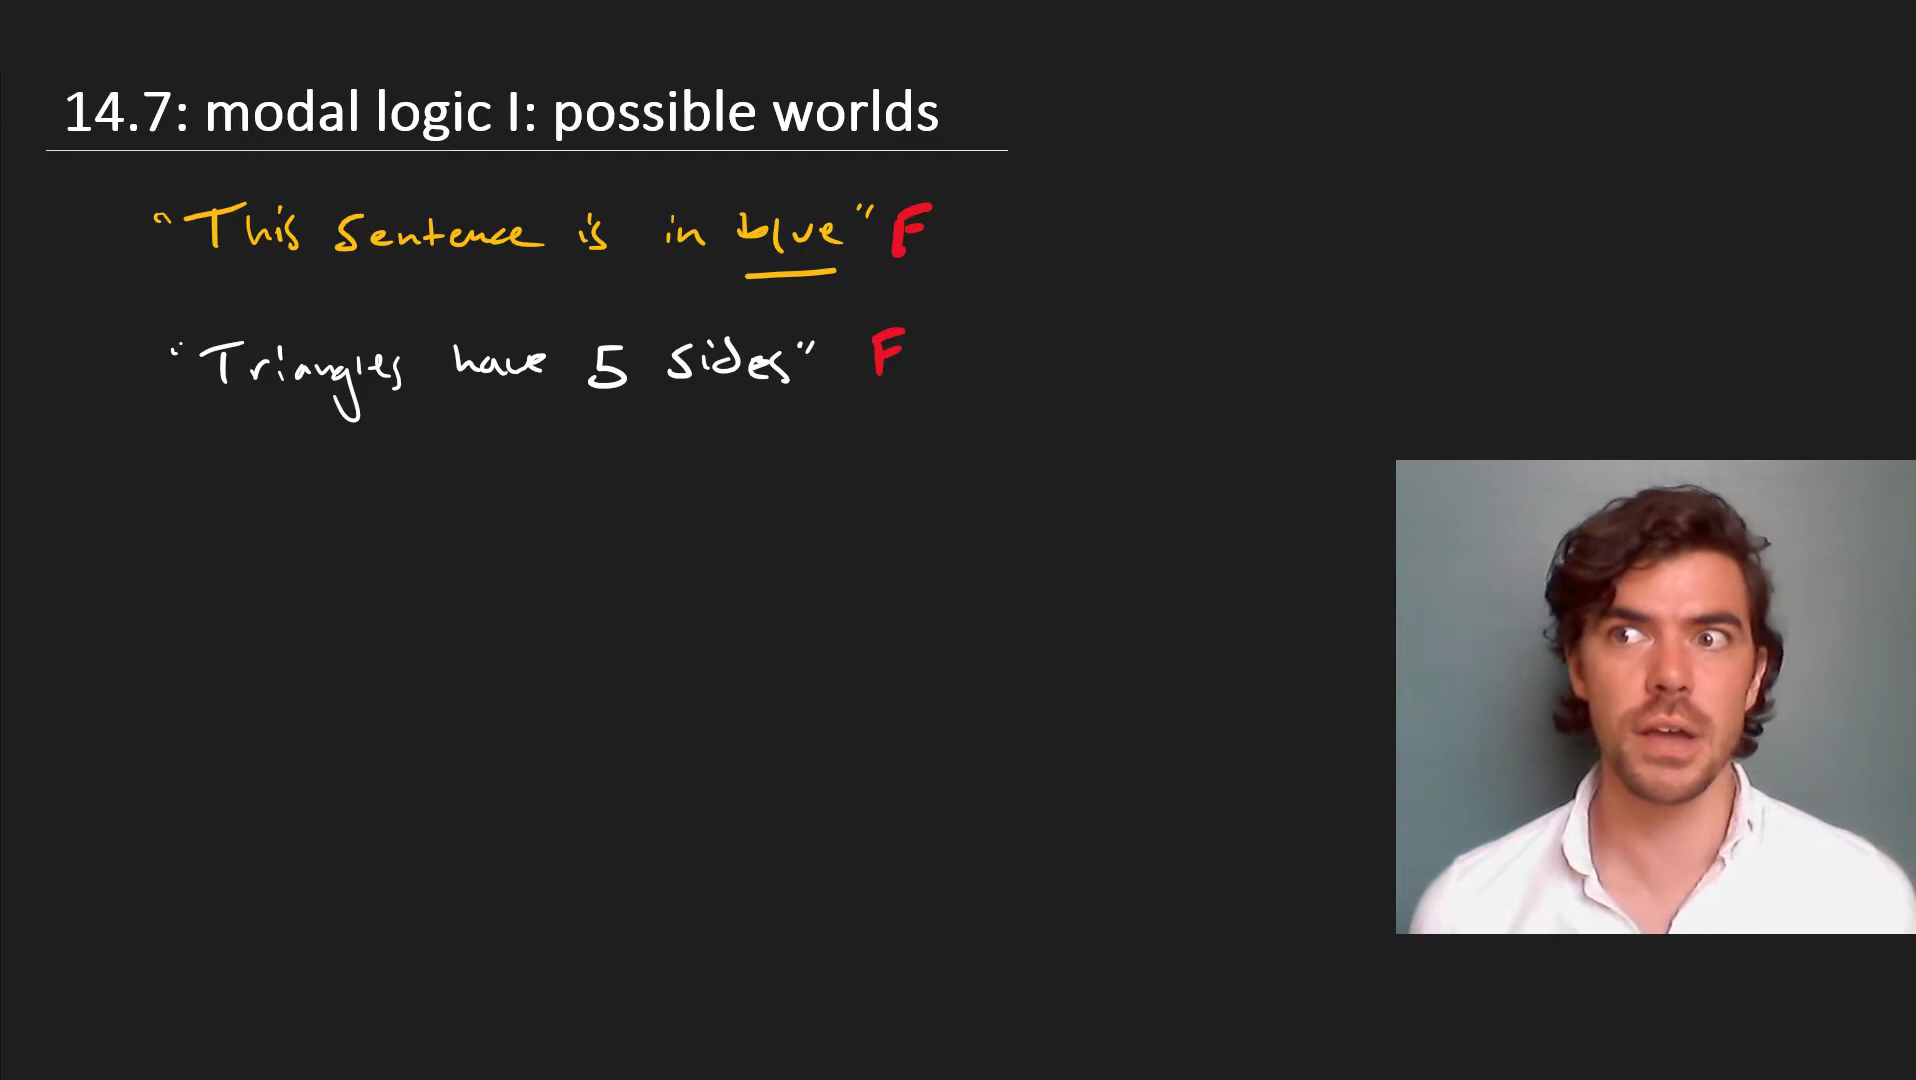 14.7: modal logic I: possible worlds
"This sentence is in blue" F
"Triangles have 5 sides" F